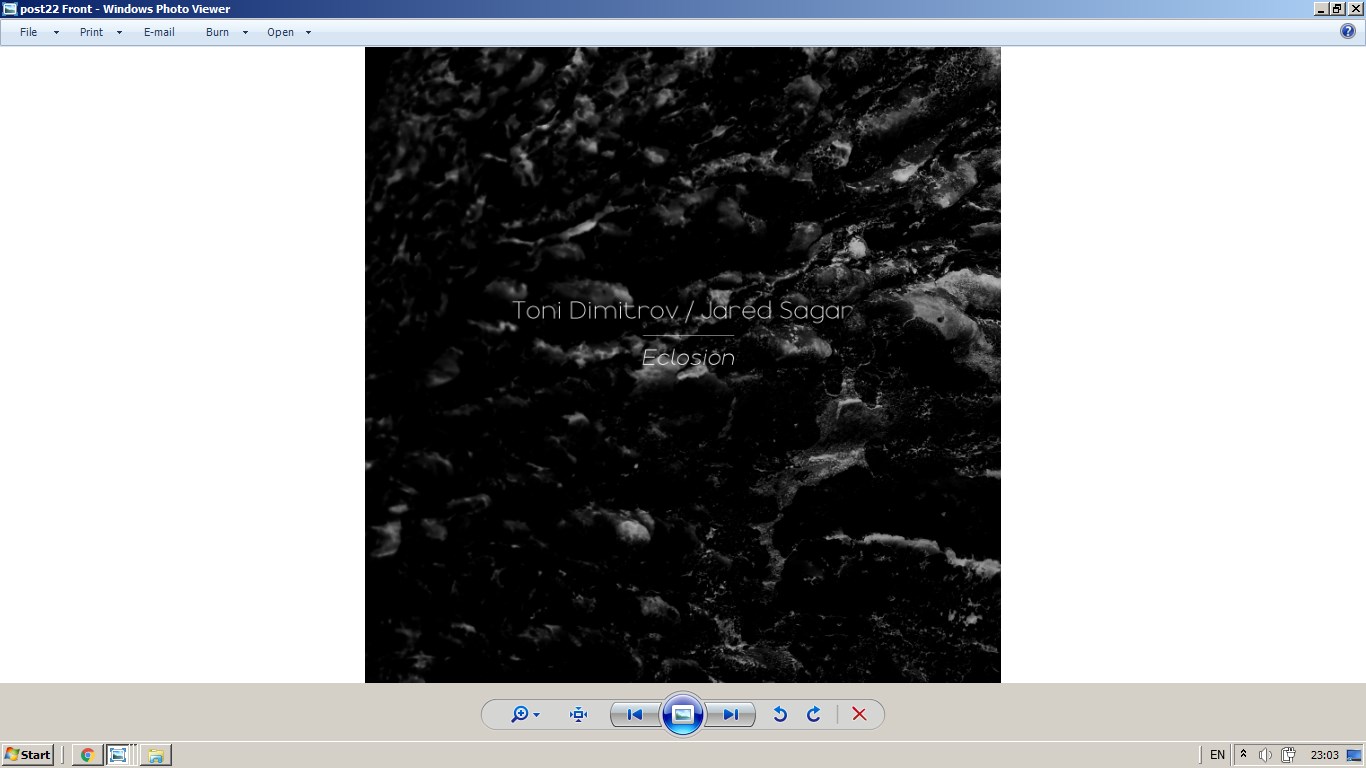 post22 Front - Windows Photo Viewer
File Print E-mail Burn Open
Toni Dimitrov / Jared Sagar
Eclosion
Start EN 23:03